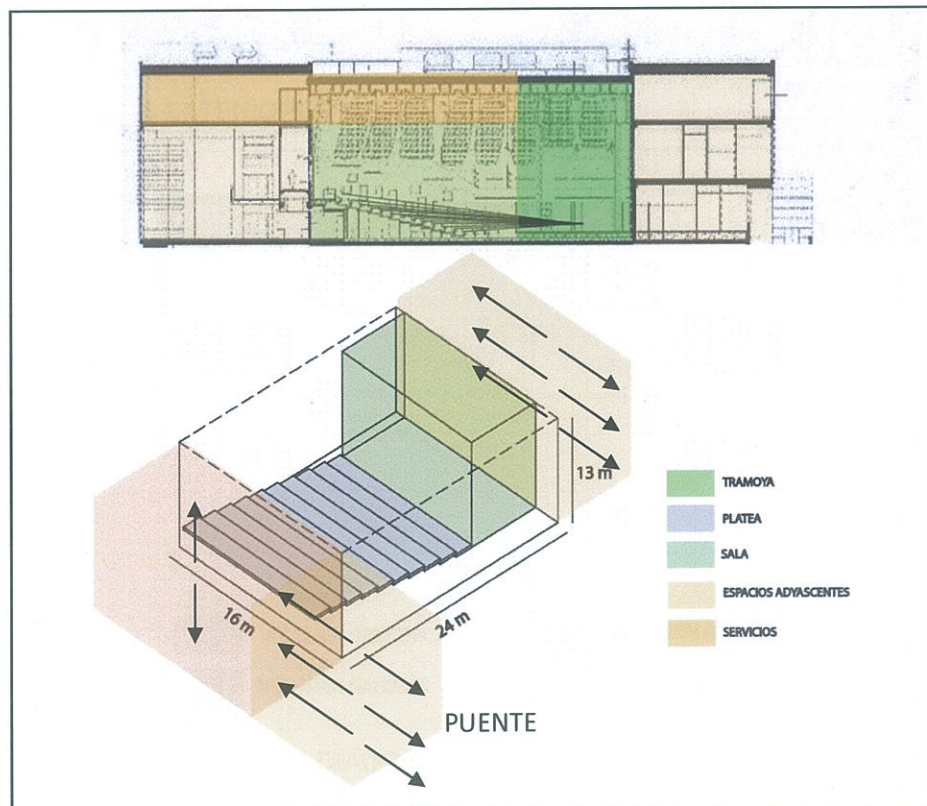 13 m
TRAMOYA
PLATEA
SALA
ESPACIOS ADYASCENTES
SERVICIOS
16 m
24 m
PUENTE